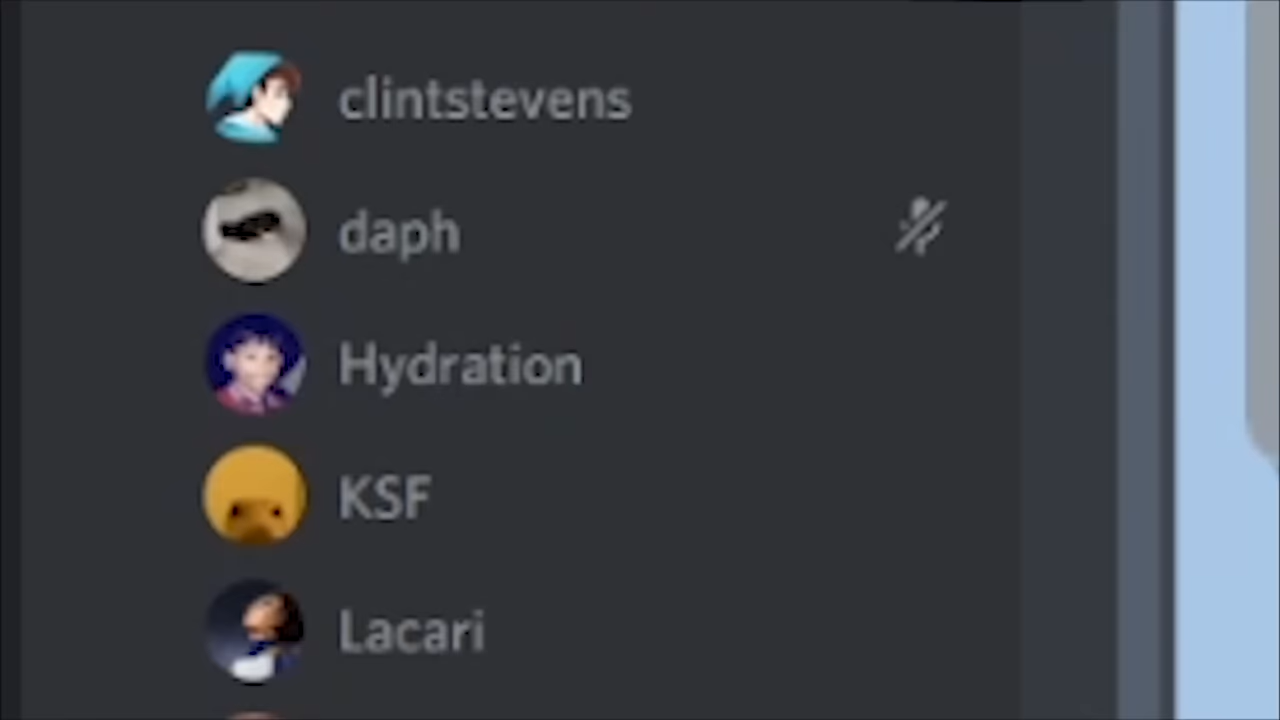 clintstevens
daph
Hydration
KSF
Lacari